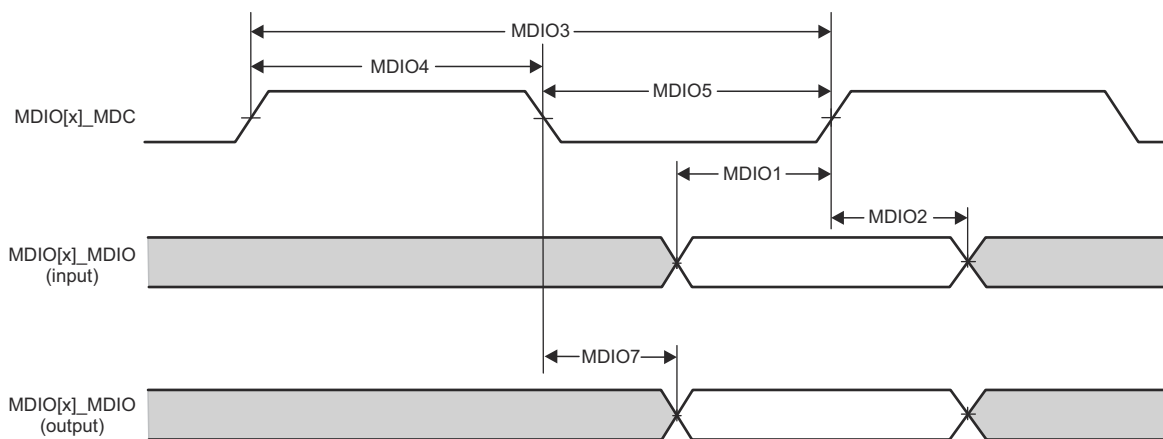 MDIO3
MDIO4
MDIO5
MDIO[x]_MDC
MDIO1
MDIO2
MDIO[x]_MDIO
(input)
MDIO7
MDIO[x]_MDIO
(output)